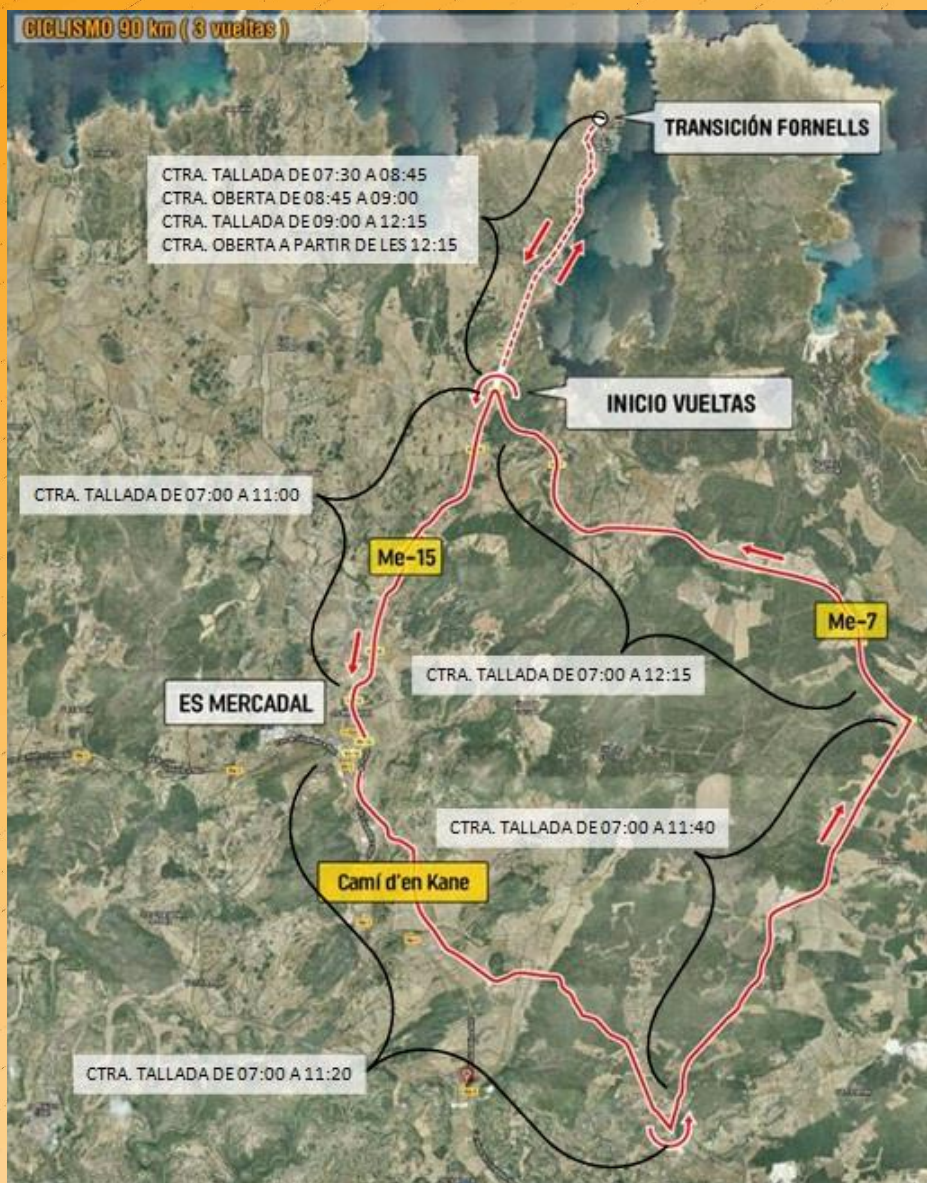 CICLISMO 90 km ( 3 vueltas )
TRANSICIÓN FORNELLS
CTRA. TALLADA DE 07:30 A 08:45
CTRA. OBERTA DE 08:45 A 09:00
CTRA. TALLADA DE 09:00 A 12:15
CTRA. OBERTA A PARTIR DE LES 12:15
INICIO VUELTAS
CTRA. TALLADA DE 07:00 A 11:00
Me-15
Me-7
CTRA. TALLADA DE 07:00 A 12:15
ES MERCADAL
CTRA. TALLADA DE 07:00 A 11:40
Camí d'en Kane
CTRA. TALLADA DE 07:00 A 11:20